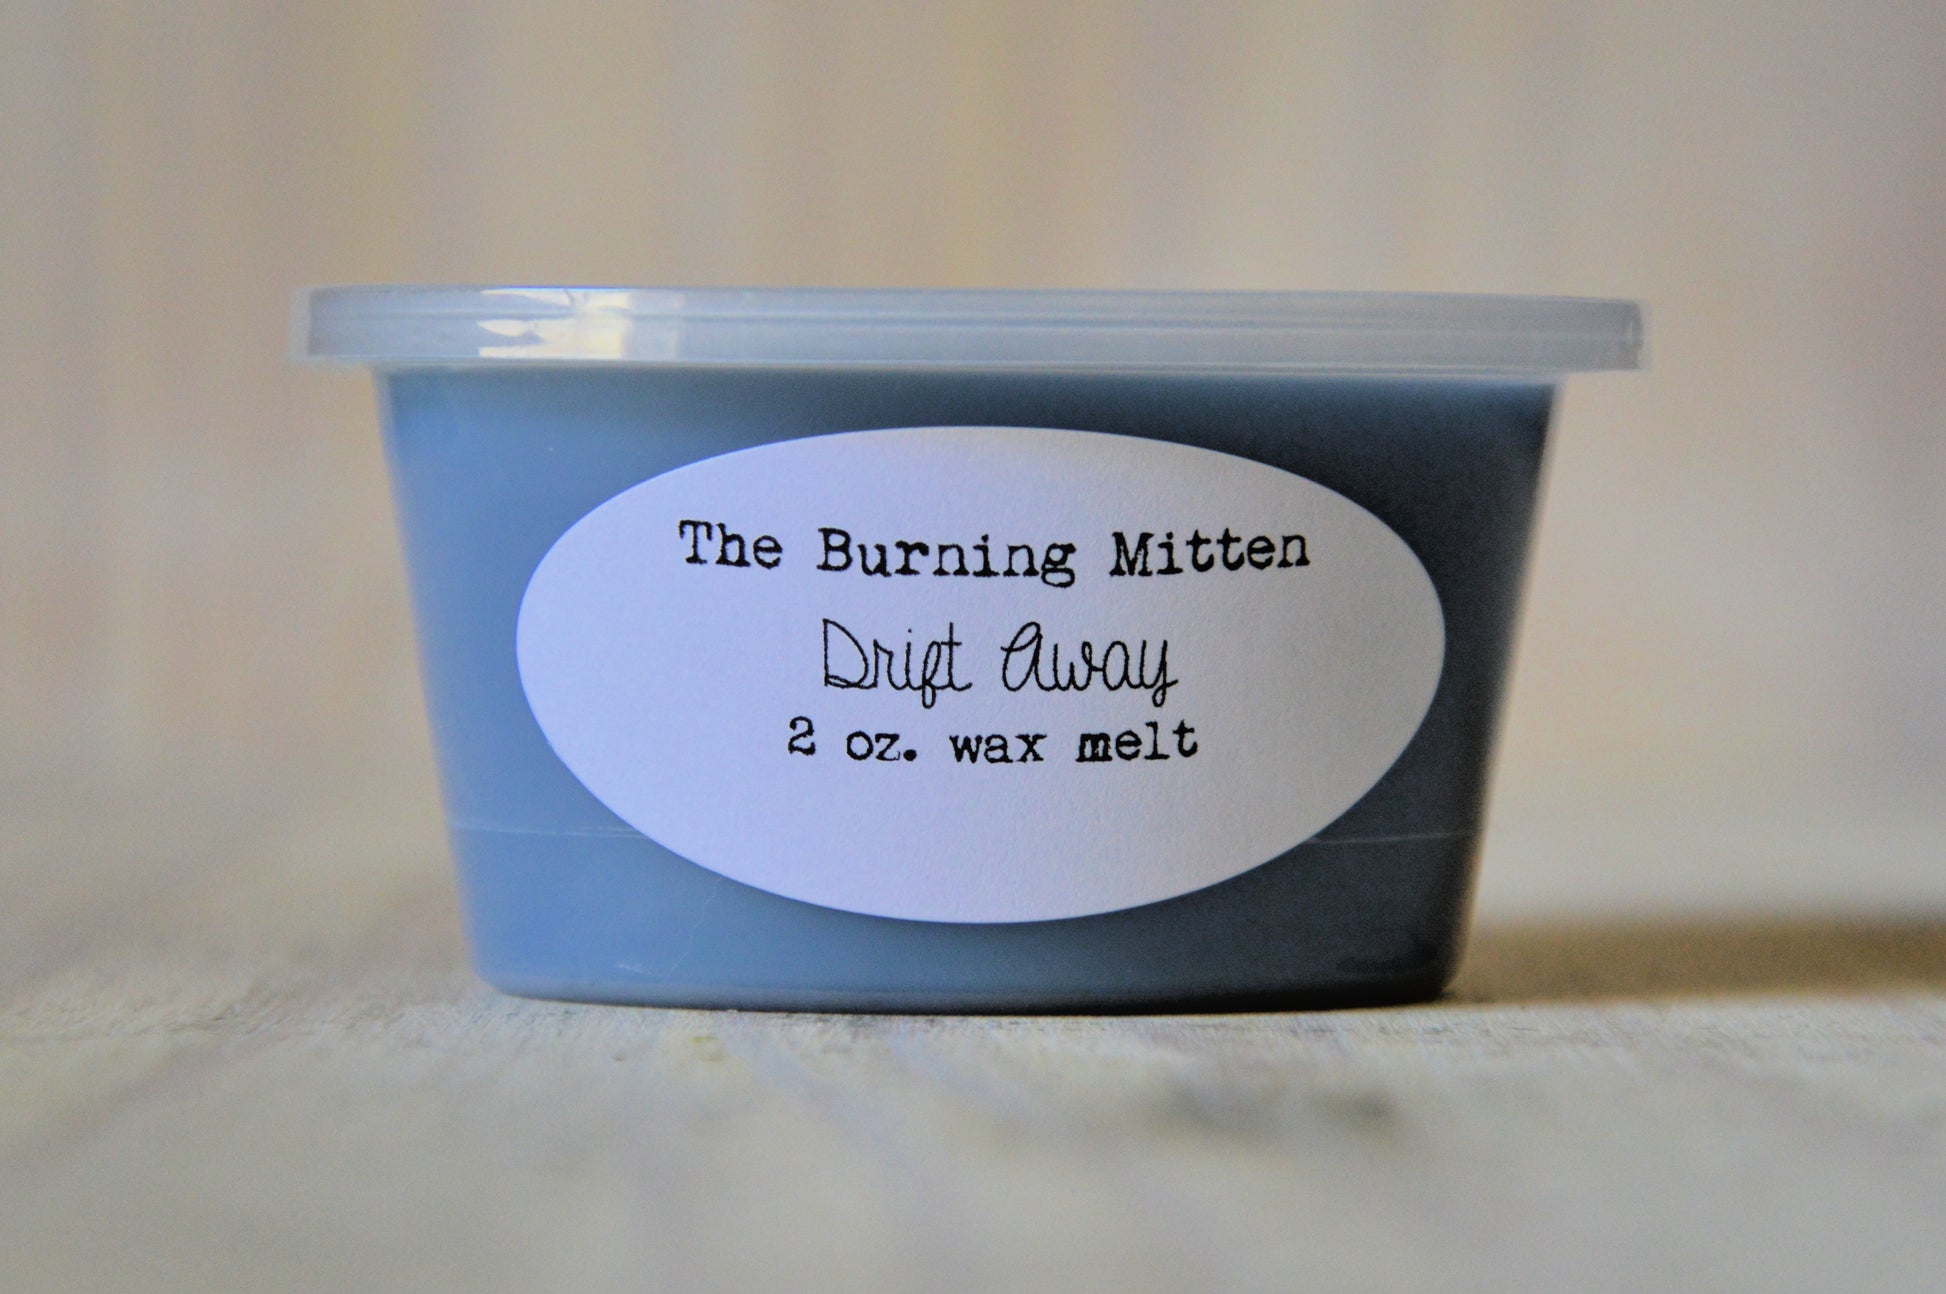 The Burning Mitten
Drift Away
2 oz. wax melt